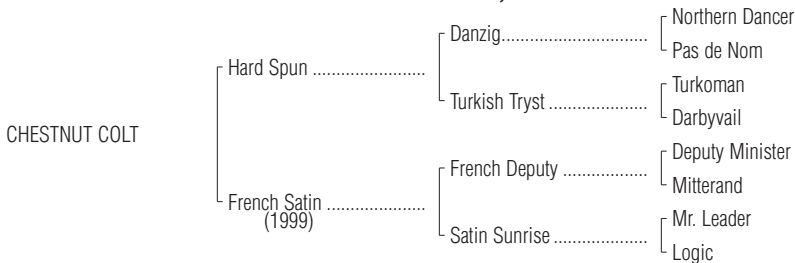 Northern Dancer
Danzig..............................
Pas de Nom
Hard Spun .......................
Turkoman
Turkish Tryst ....................
Darbyvail
CHESTNUT COLT
Deputy Minister
French Deputy .................
Mitterand
French Satin ....................
(1999)
Mr. Leader
Satin Sunrise ...................
Logic